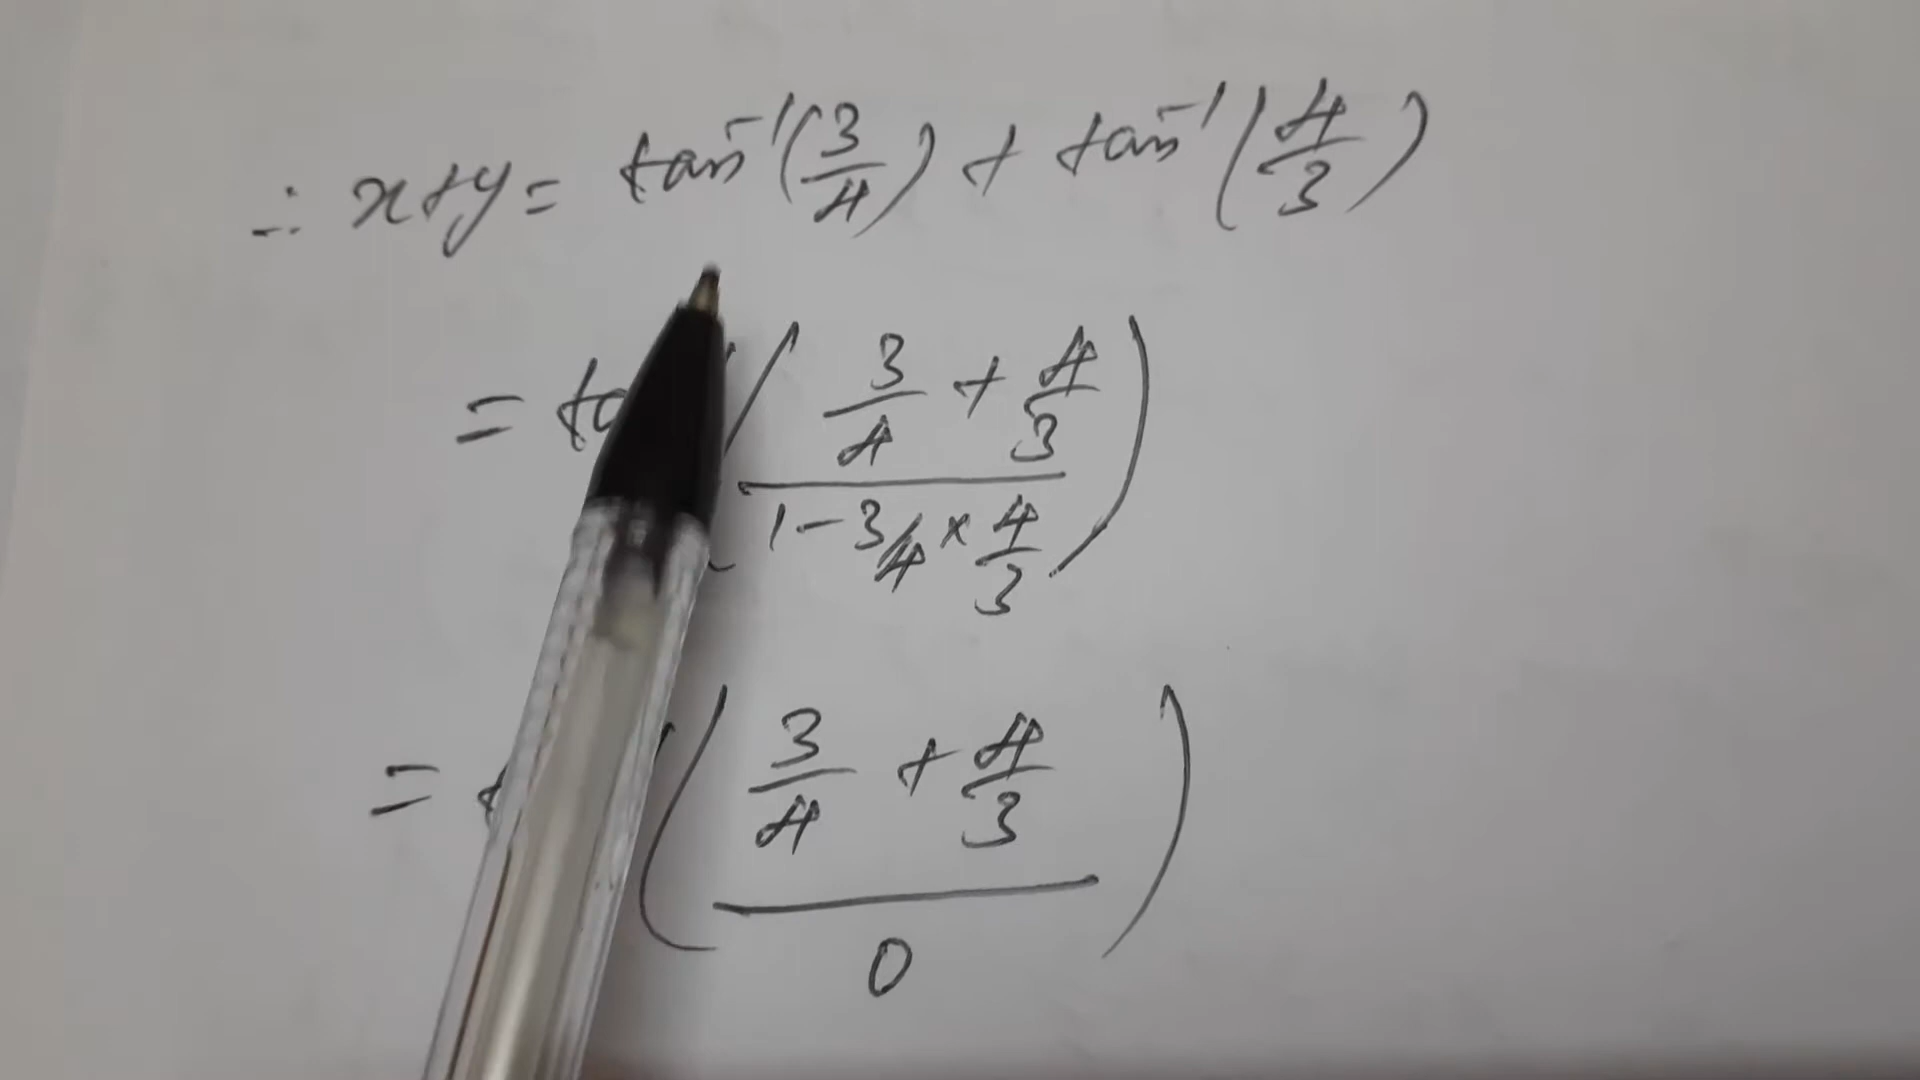 ∴ x+y = tan⁻¹(3/4) + tan⁻¹(4/3)
= ((3/4 + 4/3)/(1 - 3/4 × 4/3))
= ((3/4 + 4/3)/0)